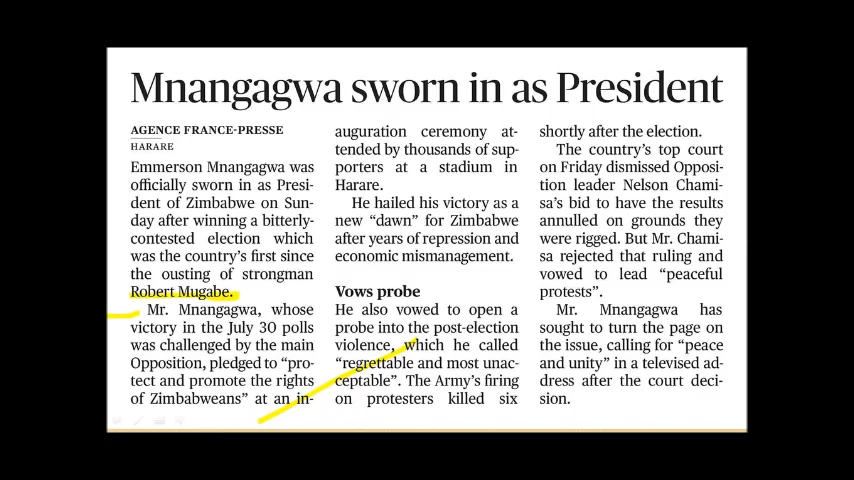 Mnangagwa sworn in as President
AGENCE FRANCE-PRESSE
HARARE
Emmerson Mnangagwa was
officially sworn in as Presi-
dent of Zimbabwe on Sun-
day after winning a bitterly-
contested election which
was the country's first since
the ousting of strongman
Robert Mugabe.
Mr. Mnangagwa, whose
victory in the July 30 polls
was challenged by the main
Opposition, pledged to “pro-
tect and promote the rights
of Zimbabweans” at an in-
auguration ceremony at-
tended by thousands of sup-
porters at a stadium in
Harare.
He hailed his victory as a
new “dawn” for Zimbabwe
after years of repression and
economic mismanagement.
Vows probe
He also vowed to open a
probe into the post-election
violence, which he called
“regrettable and most unac-
ceptable”. The Army's firing
on protesters killed six
shortly after the election.
The country's top court
on Friday dismissed Opposi-
tion leader Nelson Chami-
sa's bid to have the results
annulled on grounds they
were rigged. But Mr. Chami-
sa rejected that ruling and
vowed to lead “peaceful
protests”.
Mr. Mnangagwa has
sought to turn the page on
the issue, calling for “peace
and unity” in a televised ad-
dress after the court deci-
sion.